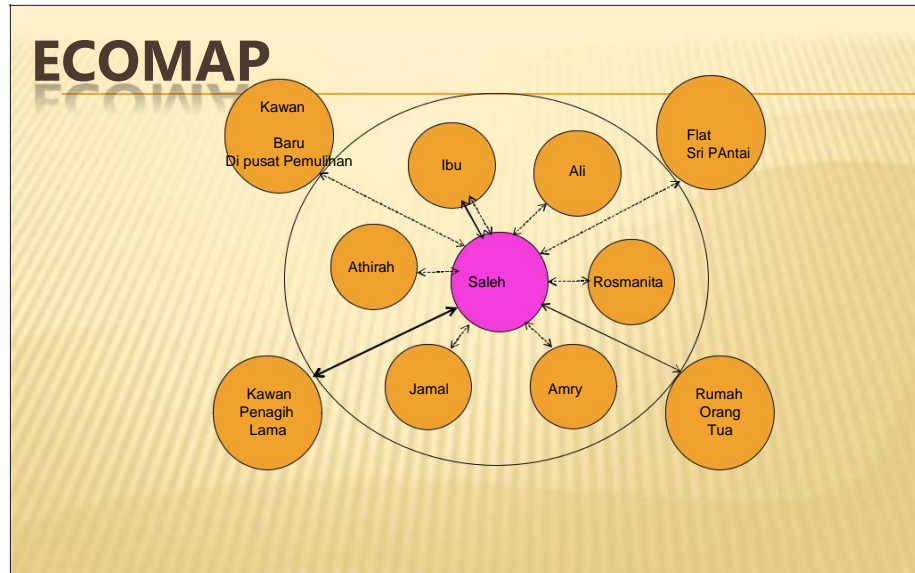 ECOMAP
Kawan
Baru
Di pusat Pemulihan
Flat
Sri PAntai
Ibu
Ali
Athirah
Saleh
Rosmanita
Jamal
Amry
Kawan
Penagih
Lama
Rumah
Orang
Tua